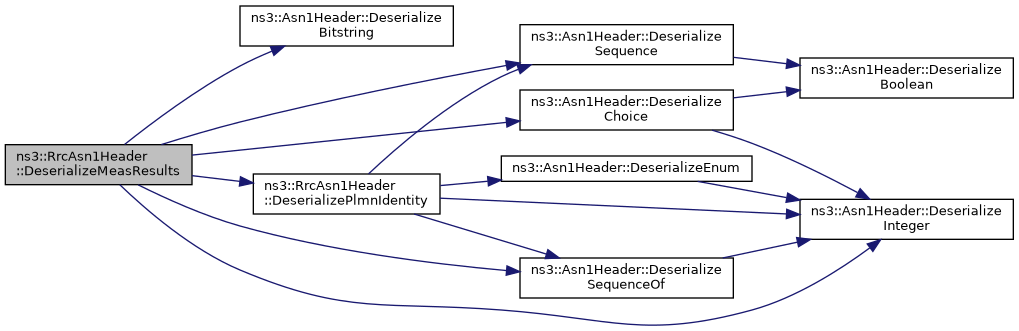 ns3::Asn1Header::Deserialize
Bitstring
ns3::Asn1Header::Deserialize
Sequence
ns3::Asn1Header::Deserialize
Boolean
ns3::Asn1Header::Deserialize
Choice
ns3::RrcAsn1Header
::DeserializeMeasResults
ns3::Asn1Header::DeserializeEnum
ns3::RrcAsn1Header
::DeserializePlmnIdentity
ns3::Asn1Header::Deserialize
Integer
ns3::Asn1Header::Deserialize
SequenceOf